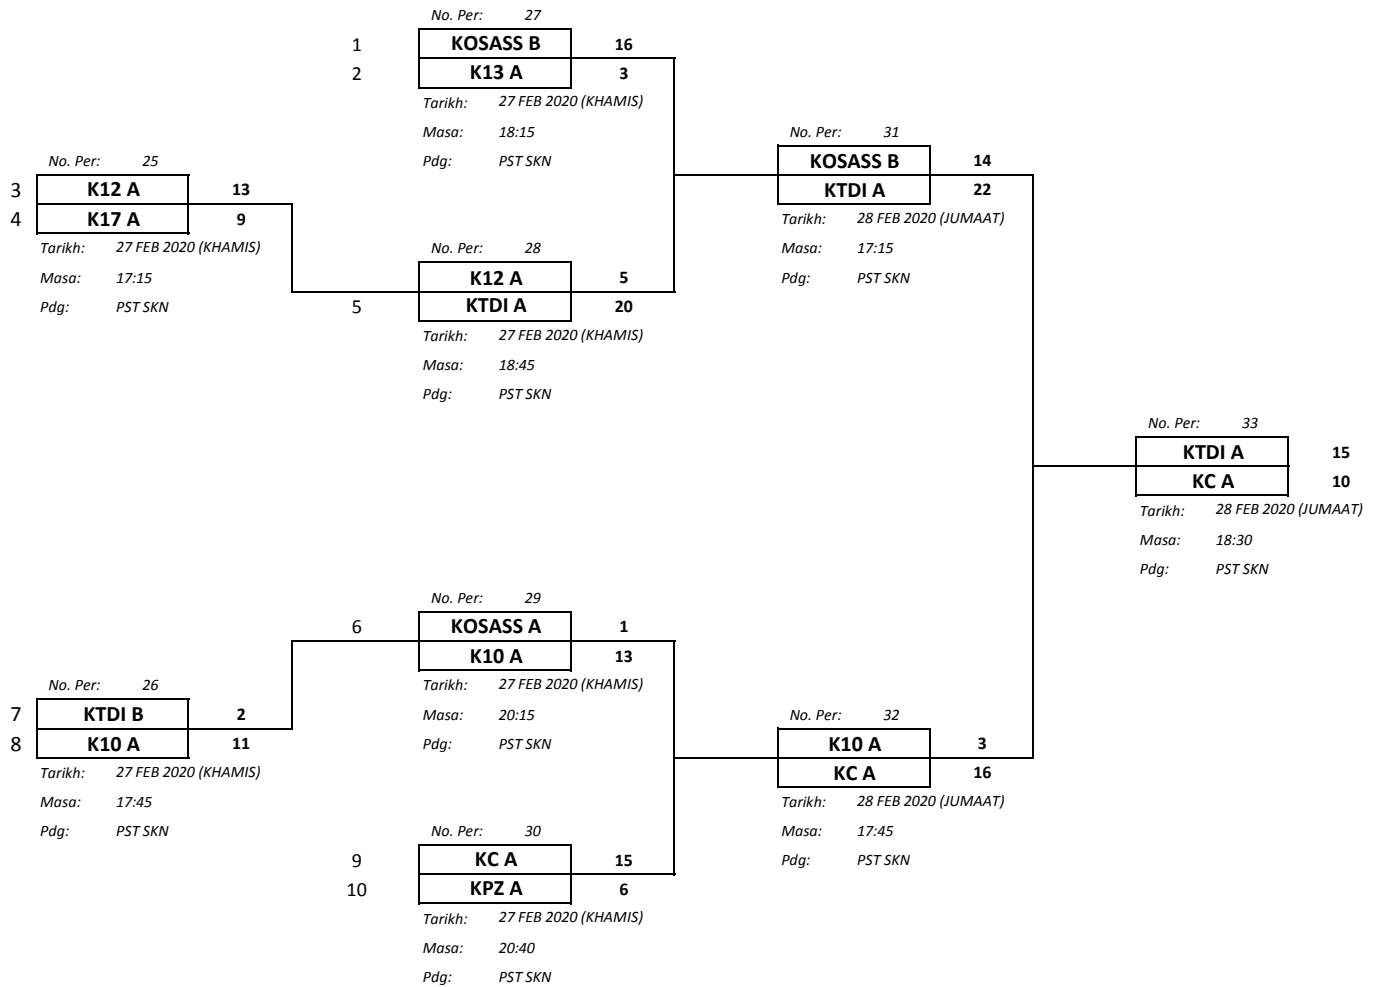 No. Per: 27
1 KOSASS B 16
2 K13 A 3
Tarikh: 27 FEB 2020 (KHAMIS)
Masa: 18:15
Pdg: PST SKN
No. Per: 25
3 K12 A 13
4 K17 A 9
Tarikh: 27 FEB 2020 (KHAMIS)
Masa: 17:15
Pdg: PST SKN
No. Per: 28
K12 A 5
5 KTDI A 20
Tarikh: 27 FEB 2020 (KHAMIS)
Masa: 18:45
Pdg: PST SKN
No. Per: 31
KOSASS B 14
KTDI A 22
Tarikh: 28 FEB 2020 (JUMAAT)
Masa: 17:15
Pdg: PST SKN
No. Per: 33
KTDI A 15
KC A 10
Tarikh: 28 FEB 2020 (JUMAAT)
Masa: 18:30
Pdg: PST SKN
No. Per: 29
6 KOSASS A 1
K10 A 13
Tarikh: 27 FEB 2020 (KHAMIS)
Masa: 20:15
Pdg: PST SKN
No. Per: 26
7 KTDI B 2
8 K10 A 11
Tarikh: 27 FEB 2020 (KHAMIS)
Masa: 17:45
Pdg: PST SKN
No. Per: 32
K10 A 3
KC A 16
Tarikh: 28 FEB 2020 (JUMAAT)
Masa: 17:45
Pdg: PST SKN
No. Per: 30
9 KC A 15
10 KPZ A 6
Tarikh: 27 FEB 2020 (KHAMIS)
Masa: 20:40
Pdg: PST SKN